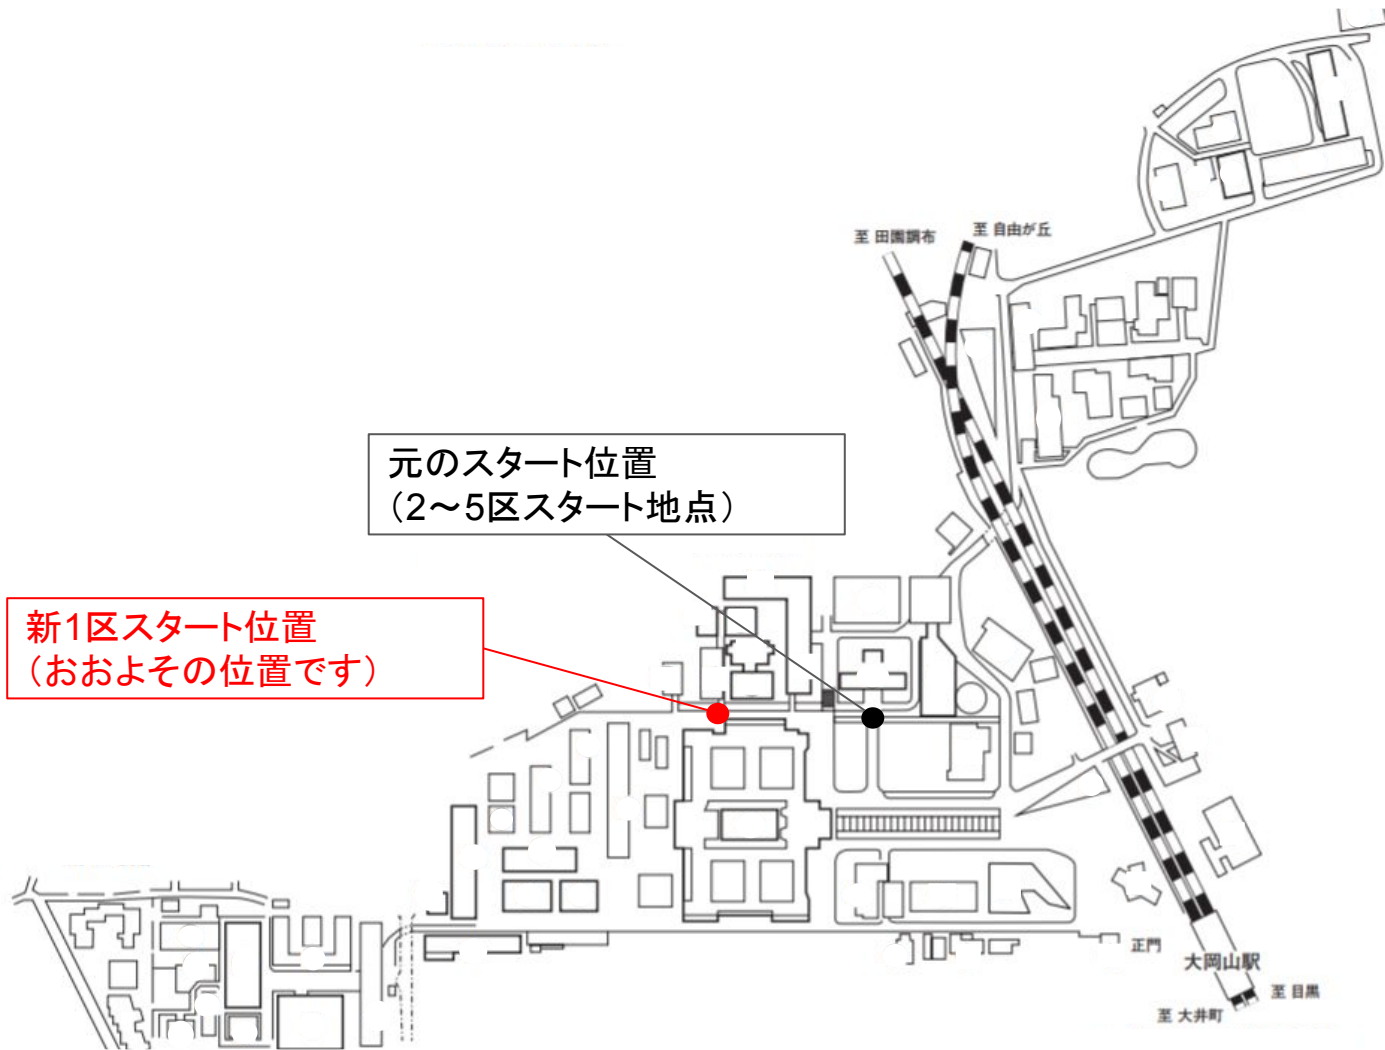 至 田園調布
至 自由が丘
元のスタート位置
（2～5区スタート地点）
新1区スタート位置
（おおよその位置です）
正門
大岡山駅
至 目黒
至 大井町